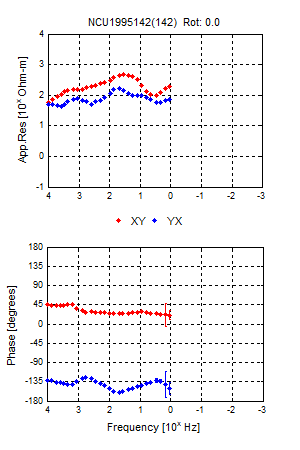 NCU1995142(142) Rot: 0.0
App.Res [10^x Ohm-m]
4
3
2
1
0
-1
4 3 2 1 0 -1 -2 -3
XY YX
Phase [degrees]
180
135
90
45
0
-45
-90
-135
-180
4 3 2 1 0 -1 -2 -3
Frequency [10^x Hz]